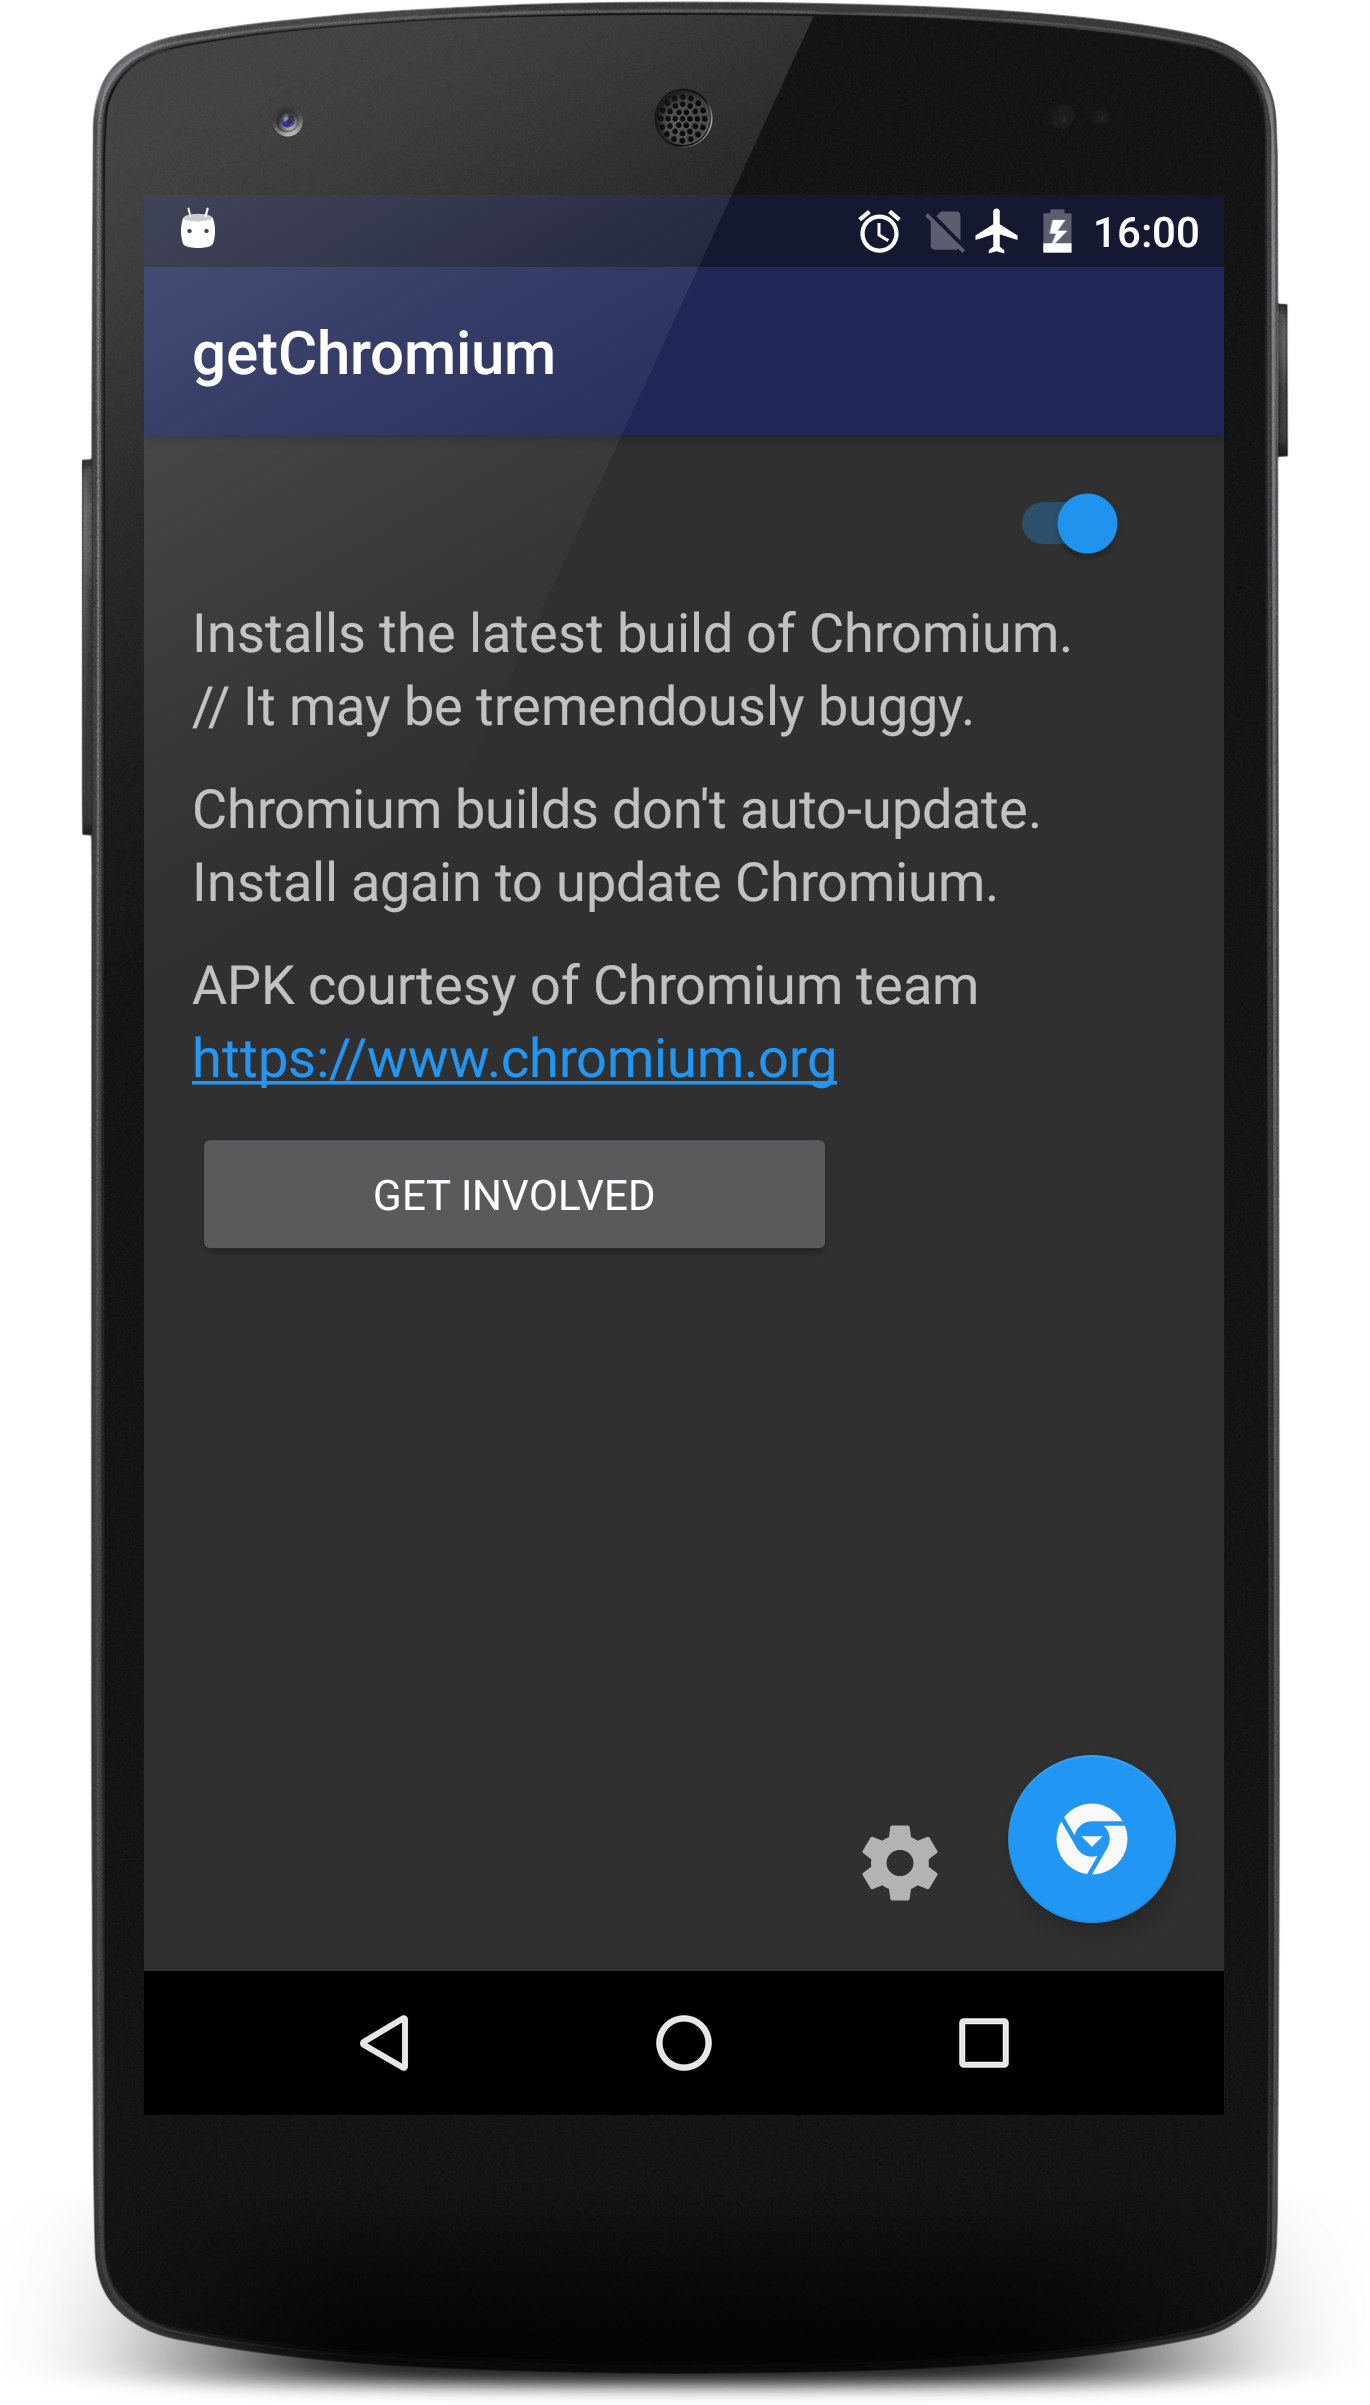 16:00
getChromium
Installs the latest build of Chromium.
// It may be tremendously buggy.
Chromium builds don't auto-update.
Install again to update Chromium.
APK courtesy of Chromium team
https://www.chromium.org
GET INVOLVED